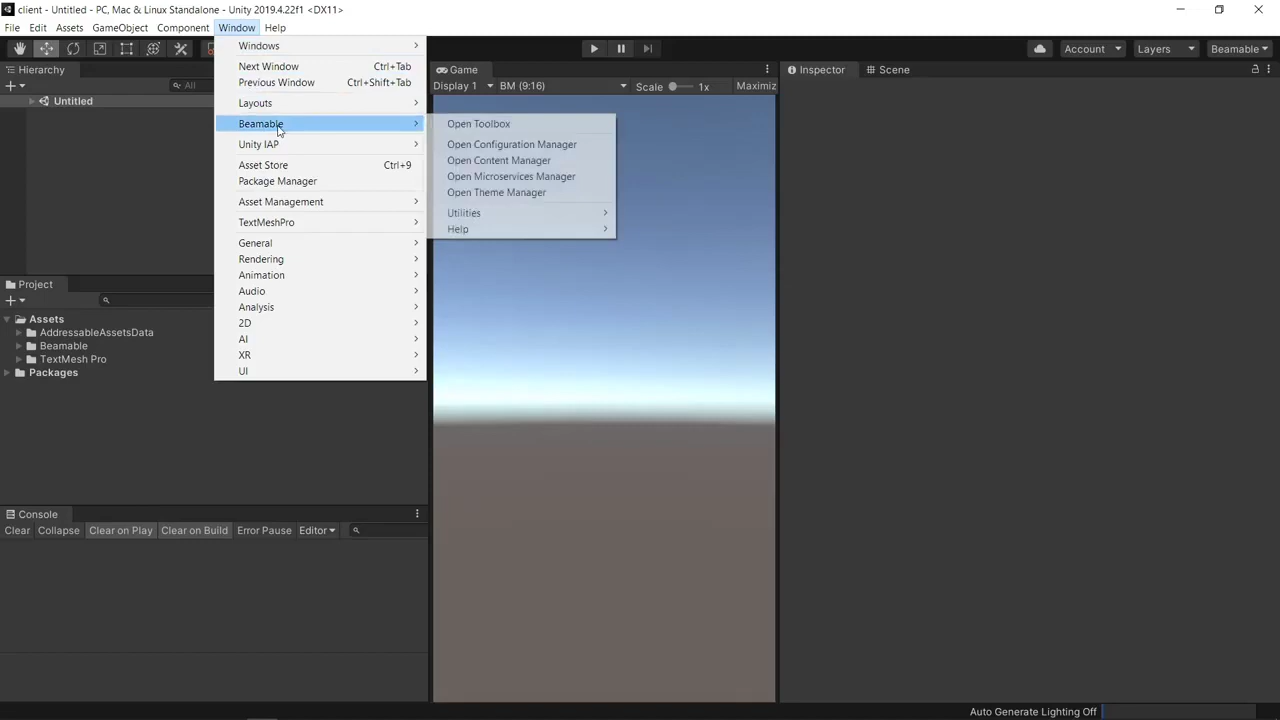 client - Untitled - PC, Mac & Linux Standalone - Unity 2019.4.22f1 <DX11>
File Edit Assets GameObject Component Window Help
Account Layers Beamable
Hierarchy
All
Untitled
Windows
Next Window Ctrl+Tab
Previous Window Ctrl+Shift+Tab
Layouts
Beamable
Unity IAP
Asset Store Ctrl+9
Package Manager
Asset Management
TextMeshPro
General
Rendering
Animation
Audio
Analysis
2D
AI
XR
UI
Open Toolbox
Open Configuration Manager
Open Content Manager
Open Microservices Manager
Open Theme Manager
Utilities
Help
Game
Display 1 BM (9:16) Scale 1x Maximiz
Inspector Scene
Project
Assets
AddressableAssetsData
Beamable
TextMesh Pro
Packages
Console
Clear Collapse Clear on Play Clear on Build Error Pause Editor
Auto Generate Lighting Off